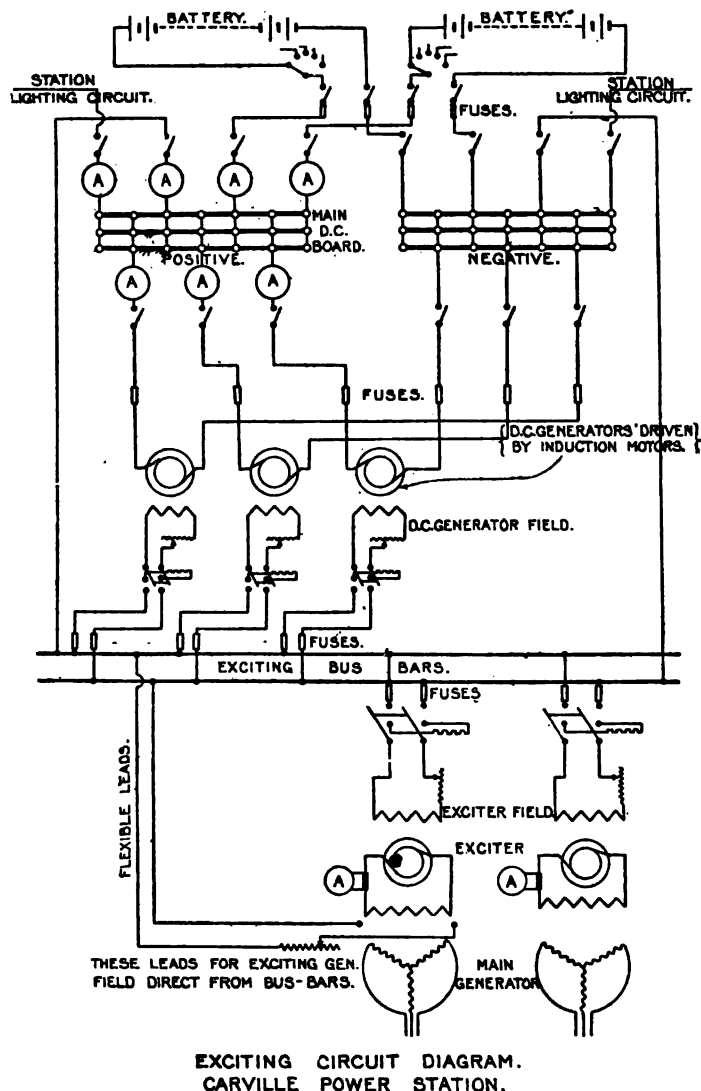 BATTERY.
BATTERY.
STATION
LIGHTING CIRCUIT.
STATION
LIGHTING CIRCUIT.
FUSES.
A
A
A
A
MAIN
D.C.
BOARD.
POSITIVE.
NEGATIVE.
A
A
A
FUSES.
D.C.GENERATORS DRIVEN
BY INDUCTION MOTORS.
D.C.GENERATOR FIELD.
FUSES.
EXCITING BUS BARS.
FUSES
FLEXIBLE LEADS.
EXCITER FIELD
EXCITER
A
A
THESE LEADS FOR EXCITING GEN.
FIELD DIRECT FROM BUS-BARS.
MAIN
GENERATOR
EXCITING CIRCUIT DIAGRAM.
CARVILLE POWER STATION.